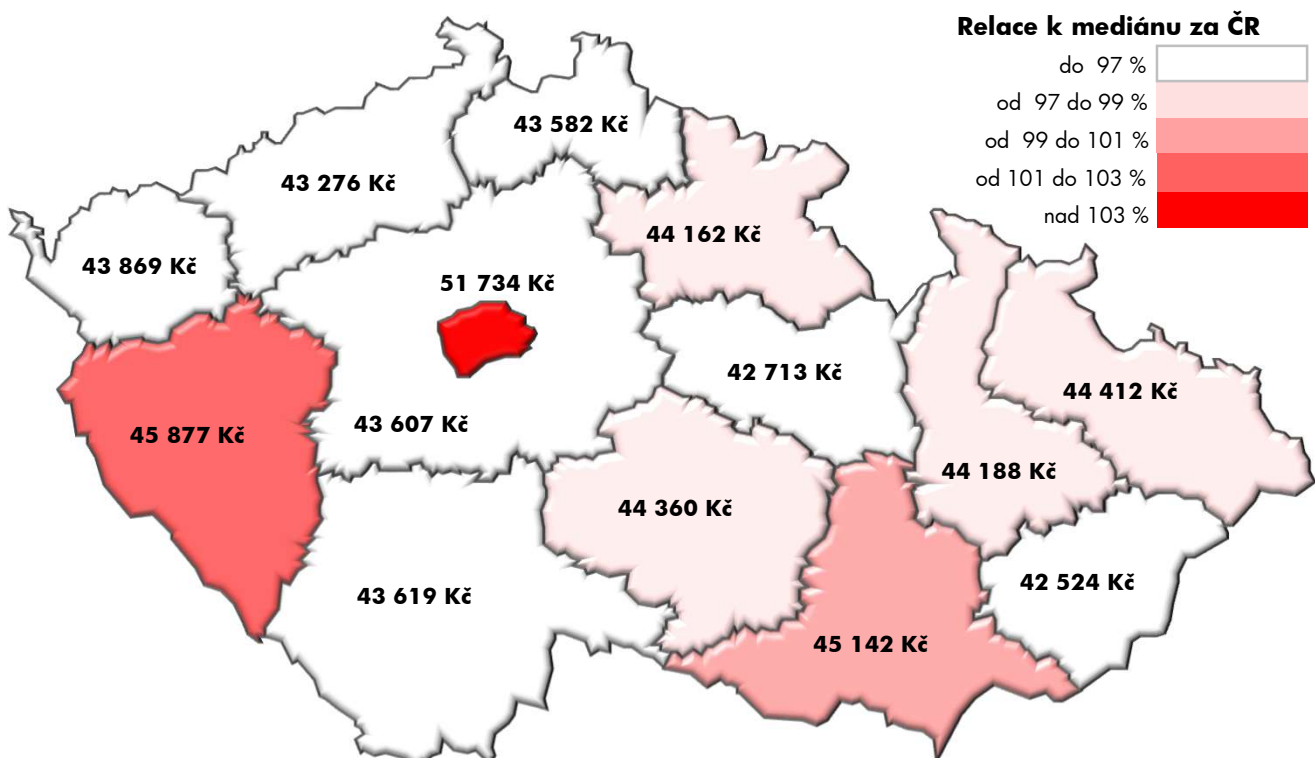 Relace k mediánu za ČR
do 97 %
od 97 do 99 %
od 99 do 101 %
od 101 do 103 %
nad 103 %
43 582 Kč
43 276 Kč
44 162 Kč
43 869 Kč
51 734 Kč
42 713 Kč
44 412 Kč
45 877 Kč
43 607 Kč
44 188 Kč
44 360 Kč
42 524 Kč
43 619 Kč
45 142 Kč